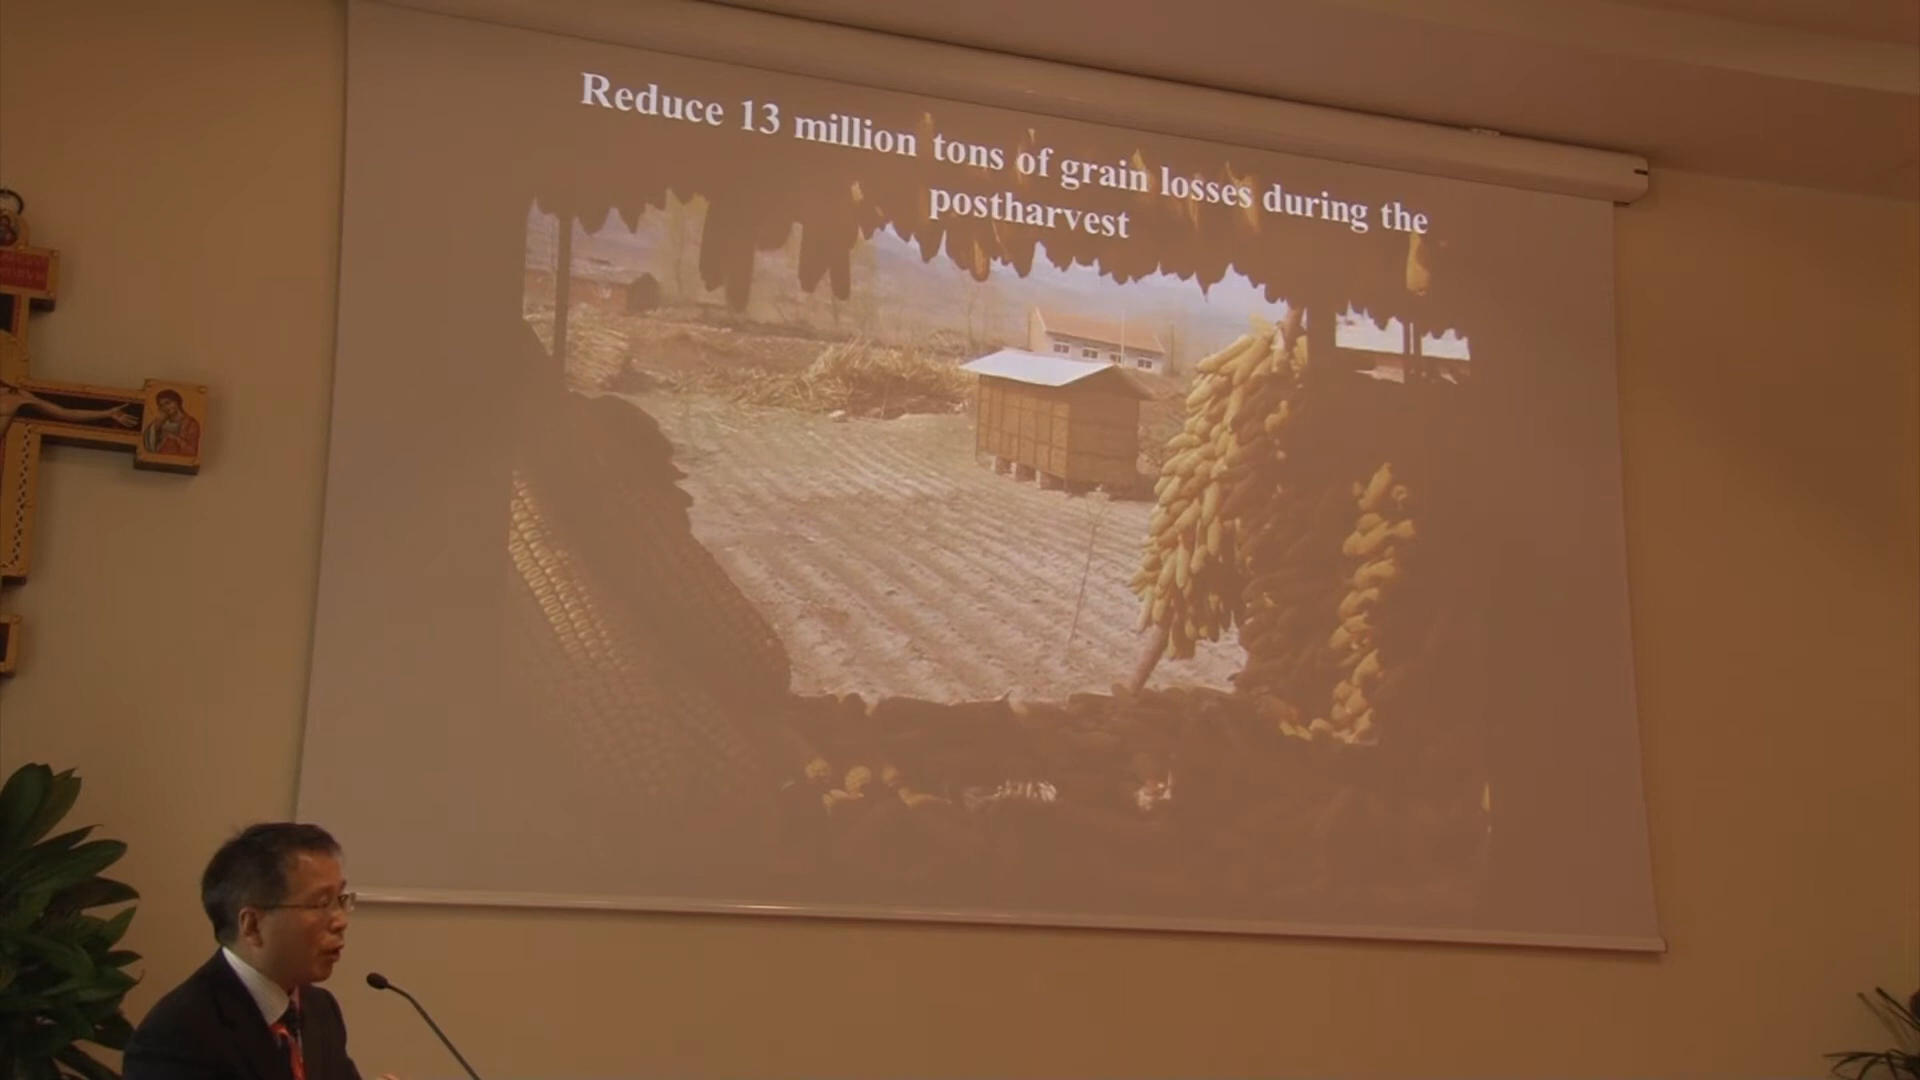 Reduce 13 million tons of grain losses during the
postharvest